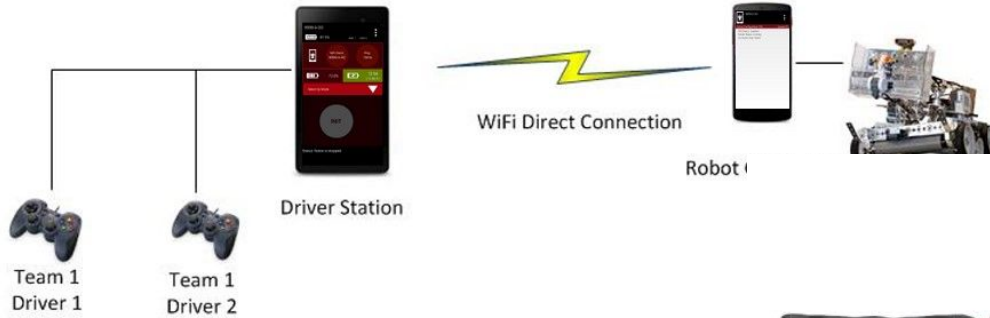 WiFi Direct Connection
Robot
Driver Station
Team 1
Driver 1
Team 1
Driver 2